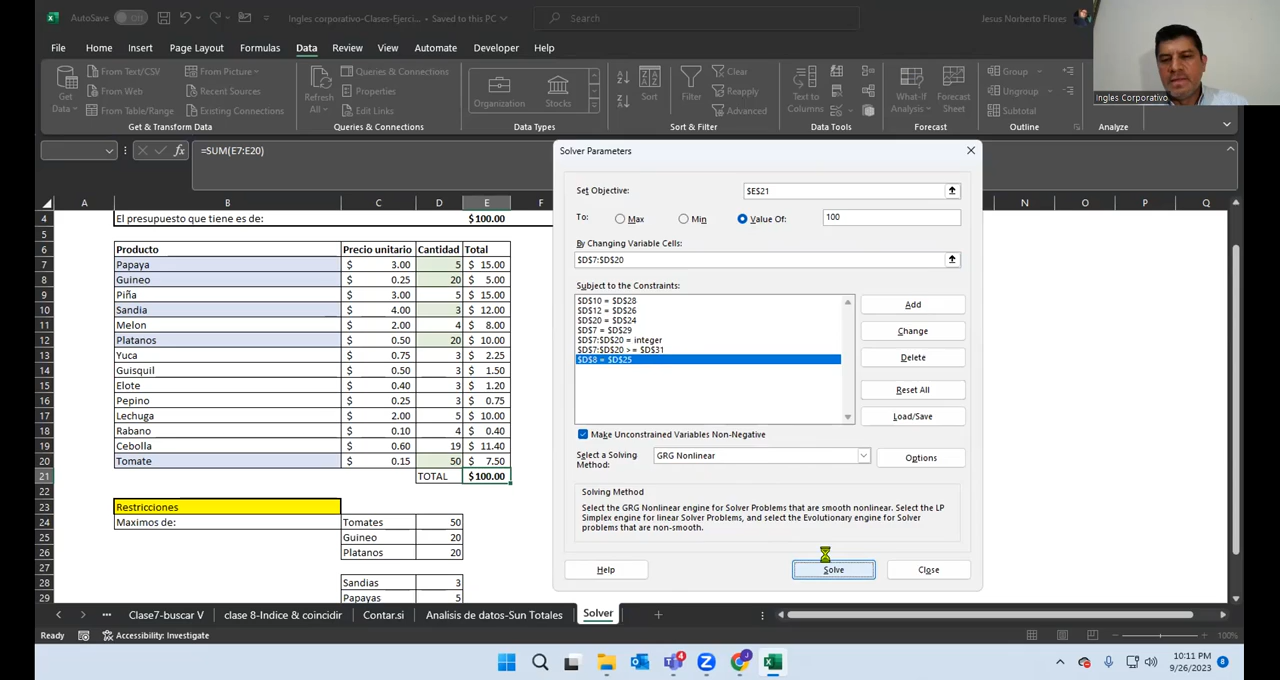 AutoSave Off
Ingles corporativo-Clases-Ejerci... • Saved to this PC
Search
Jesus Norberto Flores
File Home Insert Page Layout Formulas Data Review View Automate Developer Help
Ingles Corporativo
Get Data
From Text/CSV
From Web
From Table/Range
From Picture
Recent Sources
Existing Connections
Refresh All
Queries & Connections
Properties
Edit Links
Organization
Stocks
Sort
Filter
Clear
Reapply
Advanced
Text to Columns
What-If Analysis
Forecast Sheet
Group
Ungroup
Subtotal
Get & Transform Data
Queries & Connections
Data Types
Sort & Filter
Data Tools
Forecast
Outline
Analyze
fx =SUM(E7:E20)
A B C D E F N O P Q
4 El presupuesto que tiene es de: $100.00
5
6 Producto Precio unitario Cantidad Total
7 Papaya $ 3.00 5 $ 15.00
8 Guineo $ 0.25 20 $ 5.00
9 Piña $ 3.00 5 $ 15.00
10 Sandia $ 4.00 3 $ 12.00
11 Melon $ 2.00 4 $ 8.00
12 Platanos $ 0.50 20 $ 10.00
13 Yuca $ 0.75 3 $ 2.25
14 Guisquil $ 0.50 3 $ 1.50
15 Elote $ 0.40 3 $ 1.20
16 Pepino $ 0.25 3 $ 0.75
17 Lechuga $ 2.00 5 $ 10.00
18 Rabano $ 0.10 4 $ 0.40
19 Cebolla $ 0.60 19 $ 11.40
20 Tomate $ 0.15 50 $ 7.50
21 TOTAL $100.00
22
23 Restricciones
24 Maximos de: Tomates 50
25 Guineo 20
26 Platanos 20
28 Sandias 3
29 Papayas 5
Solver Parameters
Set Objective: $E$21
To: Max Min Value Of: 100
By Changing Variable Cells:
$D$7:$D$20
Subject to the Constraints:
$D$10 = $D$28
$D$12 = $D$26
$D$20 = $D$24
$D$7 = $D$29
$D$7:$D$20 = integer
$D$7:$D$20 >= $D$31
$D$8 = $D$25
Add
Change
Delete
Reset All
Load/Save
Make Unconstrained Variables Non-Negative
Select a Solving Method: GRG Nonlinear
Options
Solving Method
Select the GRG Nonlinear engine for Solver Problems that are smooth nonlinear. Select the LP
Simplex engine for linear Solver Problems, and select the Evolutionary engine for Solver
problems that are non-smooth.
Help
Solve
Close
... Clase7-buscar V clase 8-Indice & coincidir Contar.si Analisis de datos-Sun Totales Solver
Ready
Accessibility: Investigate
100%
4
10:11 PM
9/26/2023
8